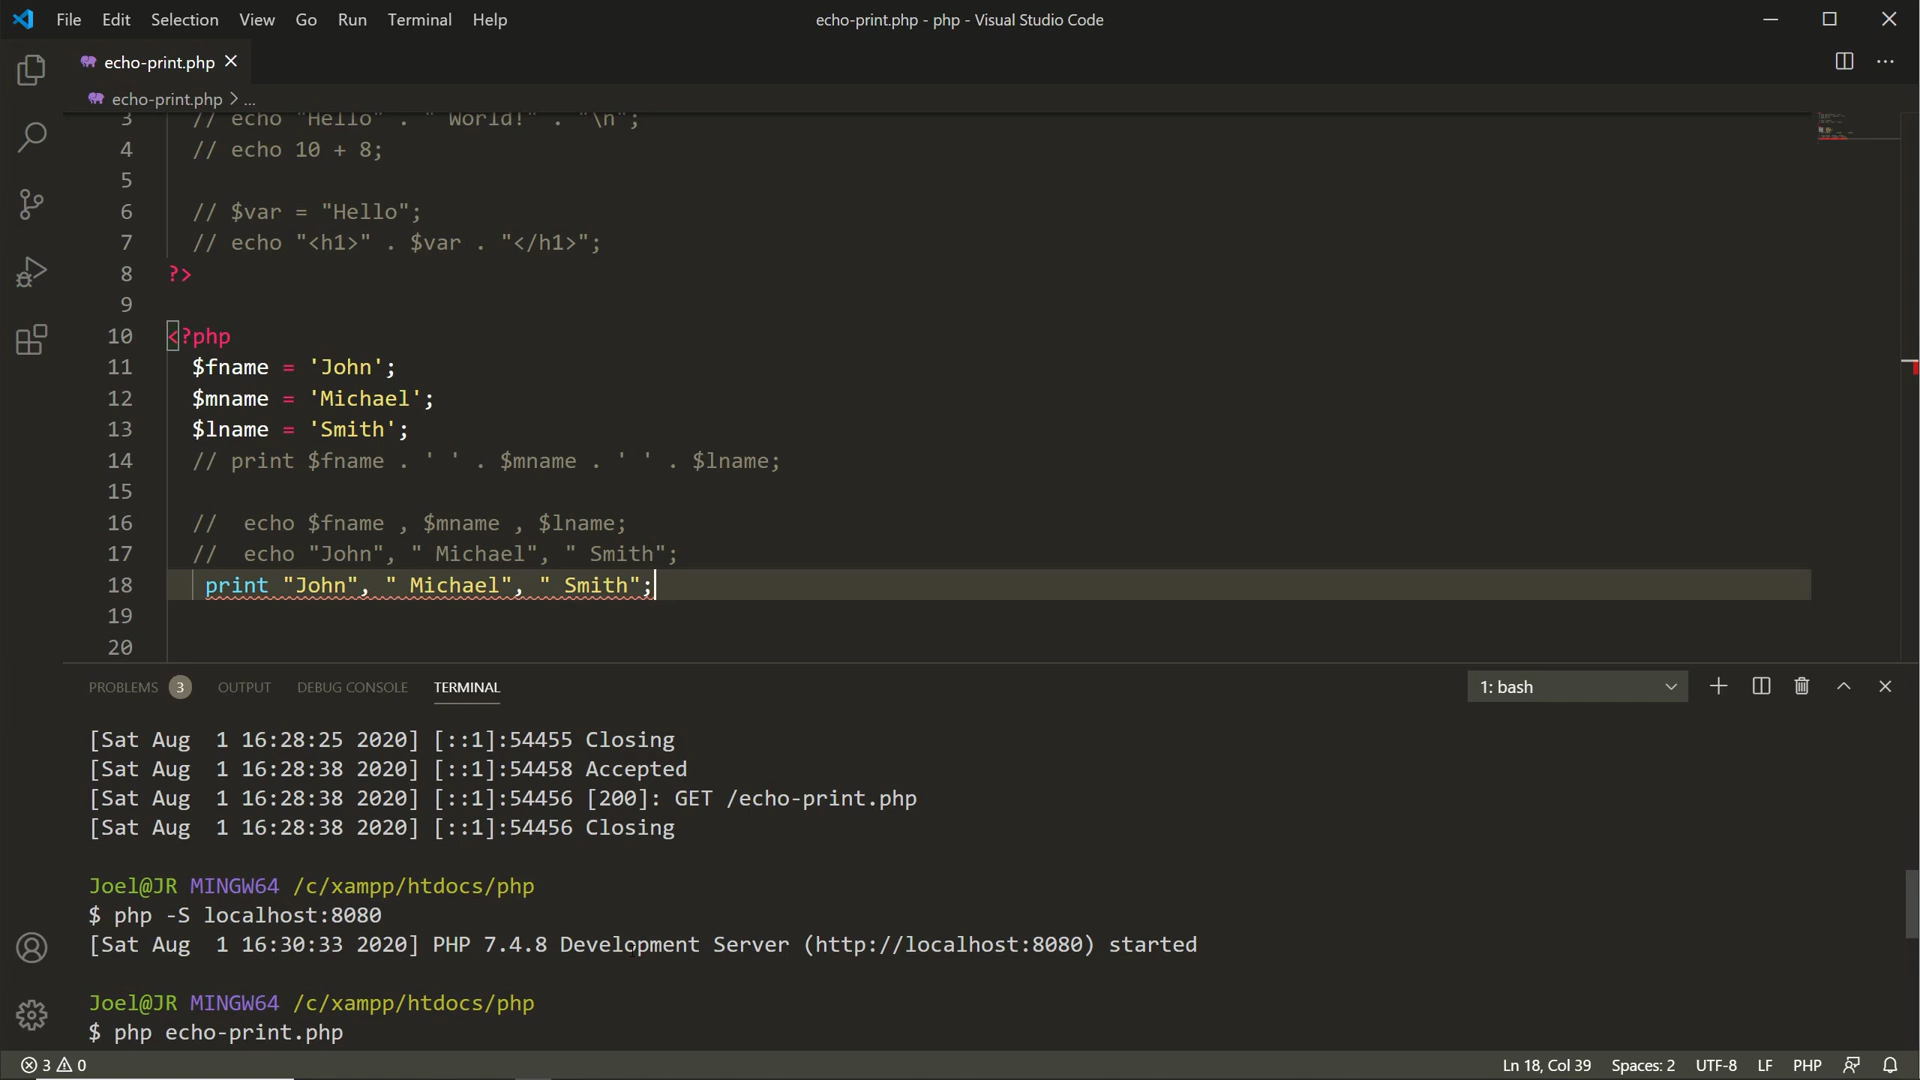 File Edit Selection View Go Run Terminal Help echo-print.php - php - Visual Studio Code
echo-print.php
echo-print.php > ...
3 // echo "Hello" . " World!" . "\n";
4 // echo 10 + 8;
5
6 // $var = "Hello";
7 // echo "<h1>" . $var . "</h1>";
8 ?>
9
10 <?php
11 $fname = 'John';
12 $mname = 'Michael';
13 $lname = 'Smith';
14 // print $fname . ' ' . $mname . ' ' . $lname;
15
16 //  echo $fname , $mname , $lname;
17 //  echo "John", " Michael", " Smith";
18 print "John", " Michael", " Smith";
19
20
PROBLEMS 3 OUTPUT DEBUG CONSOLE TERMINAL 1: bash
[Sat Aug  1 16:28:25 2020] [::1]:54455 Closing
[Sat Aug  1 16:28:38 2020] [::1]:54458 Accepted
[Sat Aug  1 16:28:38 2020] [::1]:54456 [200]: GET /echo-print.php
[Sat Aug  1 16:28:38 2020] [::1]:54456 Closing
Joel@JR MINGW64 /c/xampp/htdocs/php
$ php -S localhost:8080
[Sat Aug  1 16:30:33 2020] PHP 7.4.8 Development Server (http://localhost:8080) started
Joel@JR MINGW64 /c/xampp/htdocs/php
$ php echo-print.php
3 0 Ln 18, Col 39 Spaces: 2 UTF-8 LF PHP